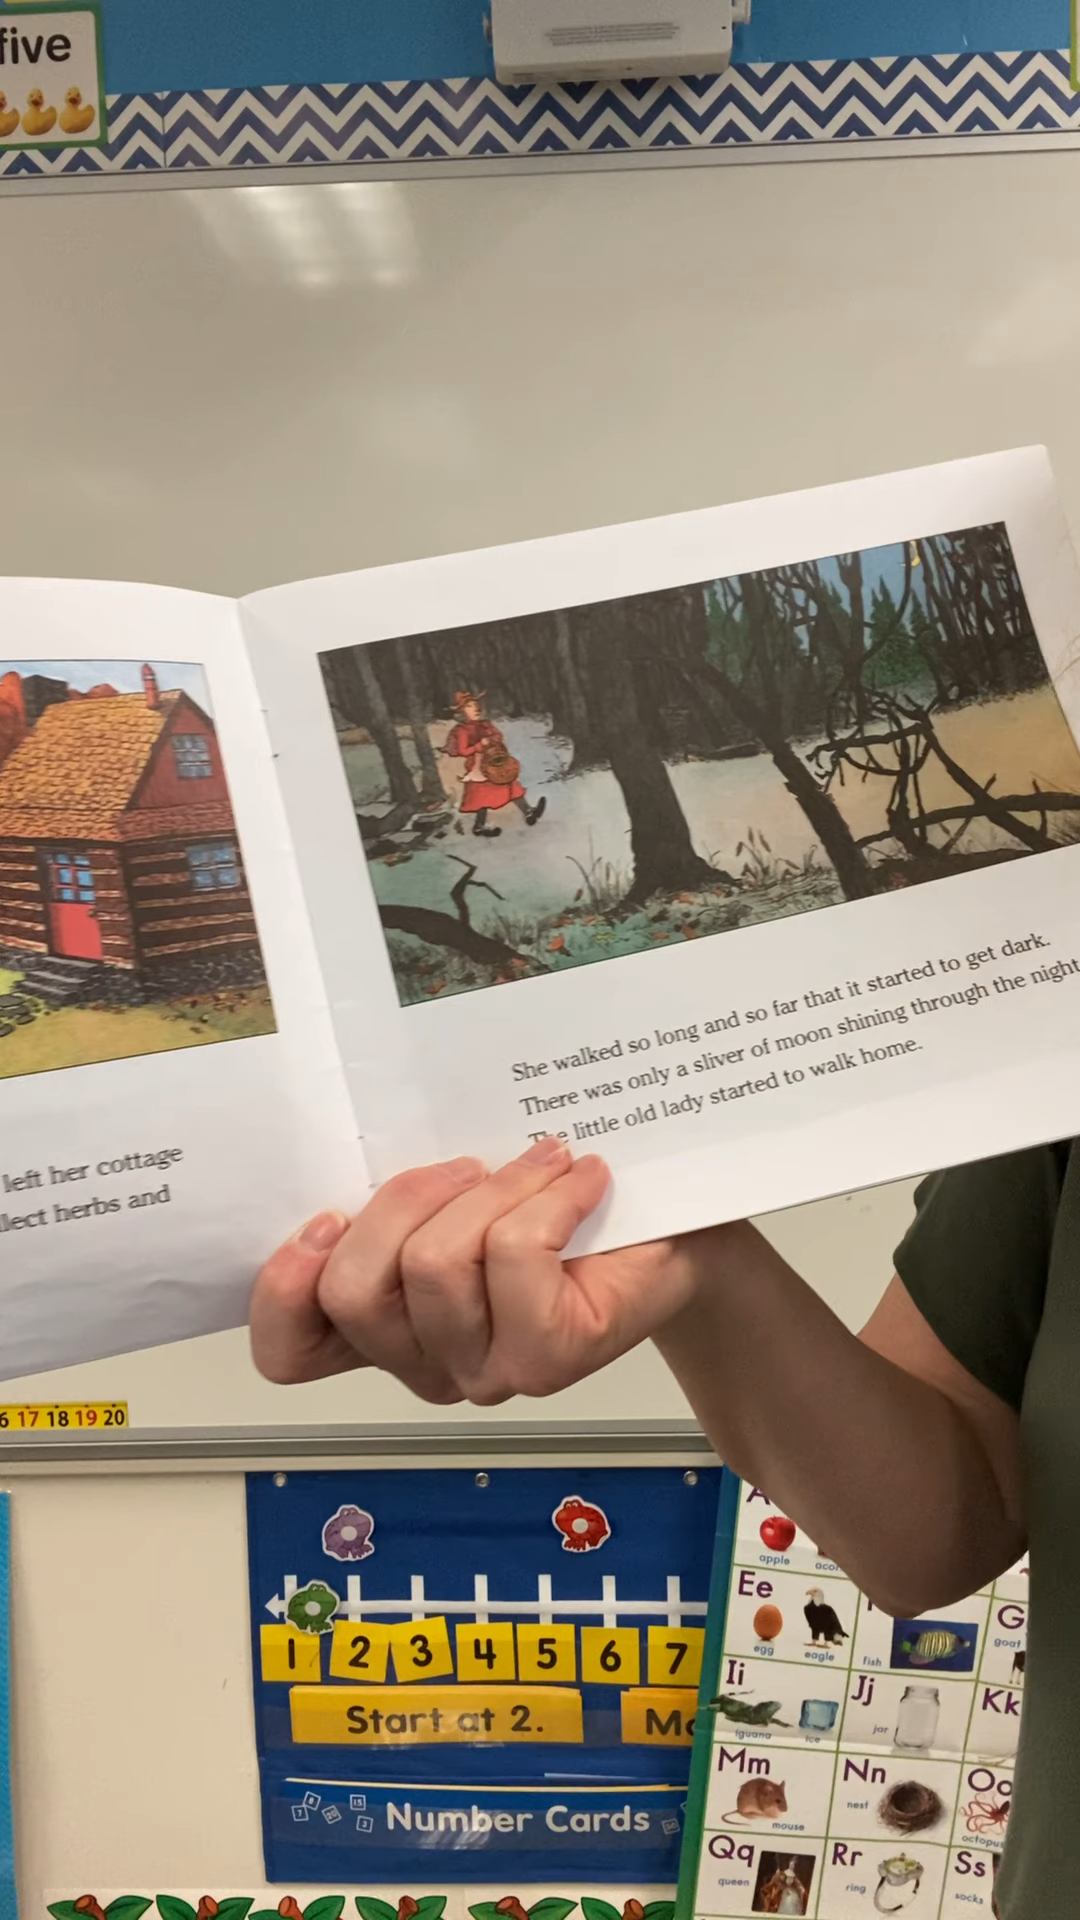 five
left her cottage
llect herbs and
She walked so long and so far that it started to get dark.
There was only a sliver of moon shining through the night
The little old lady started to walk home.
6 17 18 19 20
1 2 3 4 5 6 7
Start at 2.
Number Cards
A
apple
Ee
egg
eagle
fish
G
goat
Ii
iguana
ice
Jj
jar
Kk
Mm
mouse
Nn
nest
Oo
octopus
Qq
queen
Rr
ring
Ss
socks